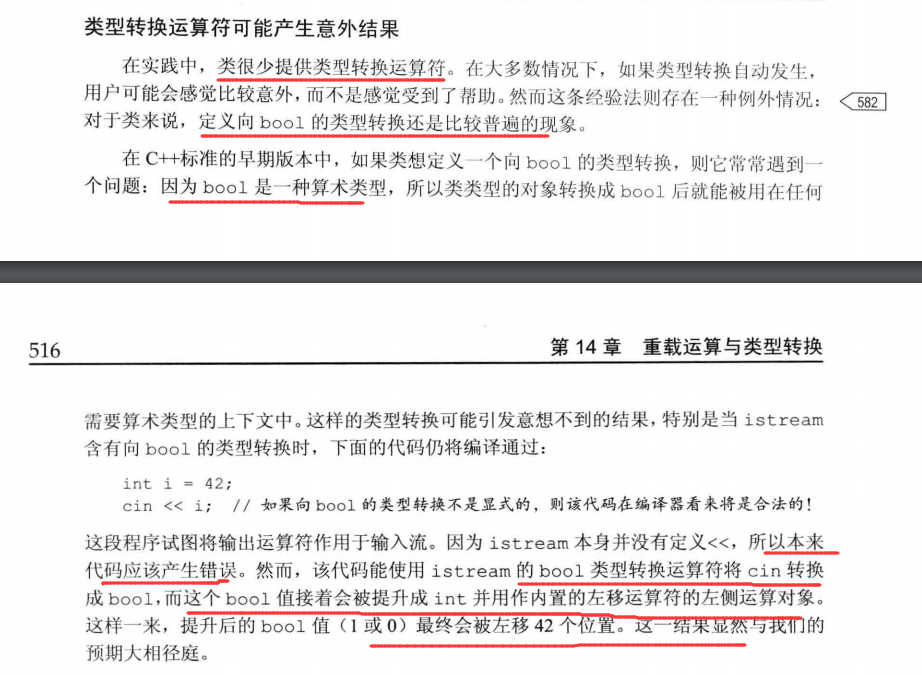 类型转换运算符可能产生意外结果
在实践中，类很少提供类型转换运算符。在大多数情况下，如果类型转换自动发生，
用户可能会感觉比较意外，而不是感觉受到了帮助。然而这条经验法则存在一种例外情况：
582
对于类来说，定义向 bool 的类型转换还是比较普遍的现象。
在 C++标准的早期版本中，如果类想定义一个向 bool 的类型转换，则它常常遇到一
个问题：因为 bool 是一种算术类型，所以类类型的对象转换成 bool 后就能被用在任何
516
第 14 章 重载运算与类型转换
需要算术类型的上下文中。这样的类型转换可能引发意想不到的结果，特别是当 istream
含有向 bool 的类型转换时，下面的代码仍将编译通过：
int i = 42;
cin << i; // 如果向 bool 的类型转换不是显式的，则该代码在编译器看来将是合法的！
这段程序试图将输出运算符作用于输入流。因为 istream 本身并没有定义<<，所以本来
代码应该产生错误。然而，该代码能使用 istream 的 bool 类型转换运算符将 cin 转换
成 bool，而这个 bool 值接着会被提升成 int 并用作内置的左移运算符的左侧运算对象。
这样一来，提升后的 bool 值（1 或 0）最终会被左移 42 个位置。这一结果显然与我们的
预期大相径庭。